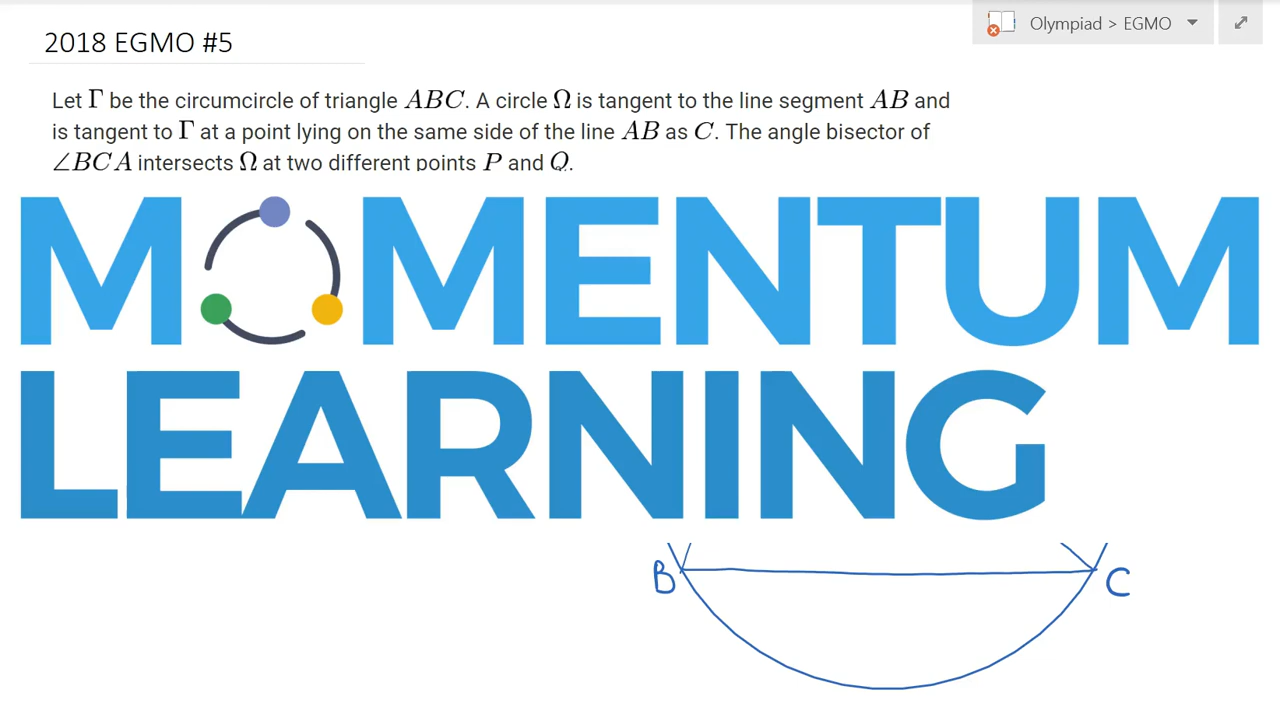 Olympiad > EGMO
2018 EGMO #5
Let Γ be the circumcircle of triangle ABC. A circle Ω is tangent to the line segment AB and
is tangent to Γ at a point lying on the same side of the line AB as C. The angle bisector of
∠BCA intersects Ω at two different points P and Q.
MOMENTUM
LEARNING
B
C